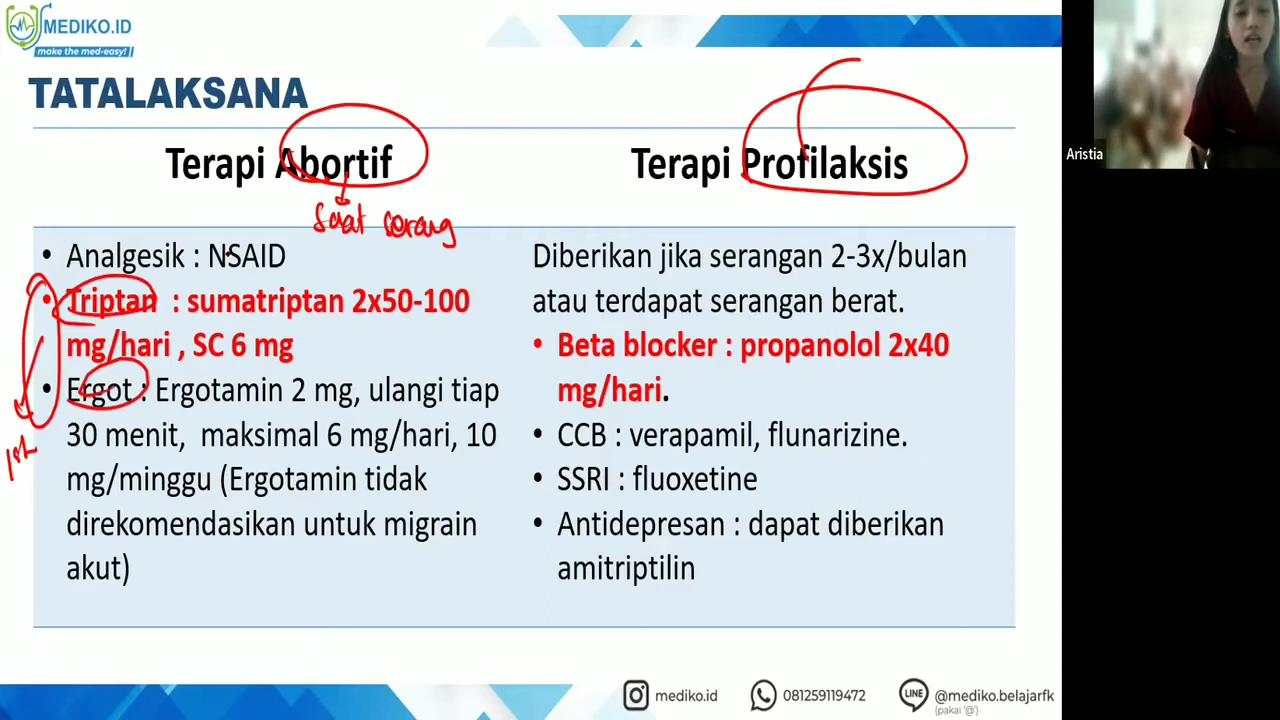 MEDIKO.ID
make the med-easy!
TATALAKSANA
Terapi Abortif
Terapi Profilaksis
Saat serang
• Analgesik : NSAID
• Triptan : sumatriptan 2x50-100
mg/hari , SC 6 mg
• Ergot : Ergotamin 2 mg, ulangi tiap
30 menit, maksimal 6 mg/hari, 10
mg/minggu (Ergotamin tidak
direkomendasikan untuk migrain
akut)
1st
Diberikan jika serangan 2-3x/bulan
atau terdapat serangan berat.
• Beta blocker : propanolol 2x40
mg/hari.
• CCB : verapamil, flunarizine.
• SSRI : fluoxetine
• Antidepresan : dapat diberikan
amitriptilin
Aristia
mediko.id
081259119472
LINE
@mediko.belajarfk
(pakai '@')